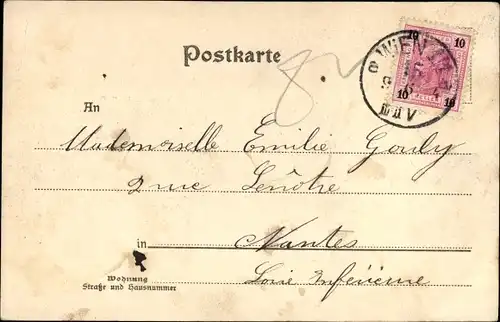 Postkarte
10 10
WIEN
10 10
An
Mademoiselle Emilie Gouly
2 rue Lenôtre
in Nantes
Wohnung
Straße und Hausnummer
Loire Inférieure